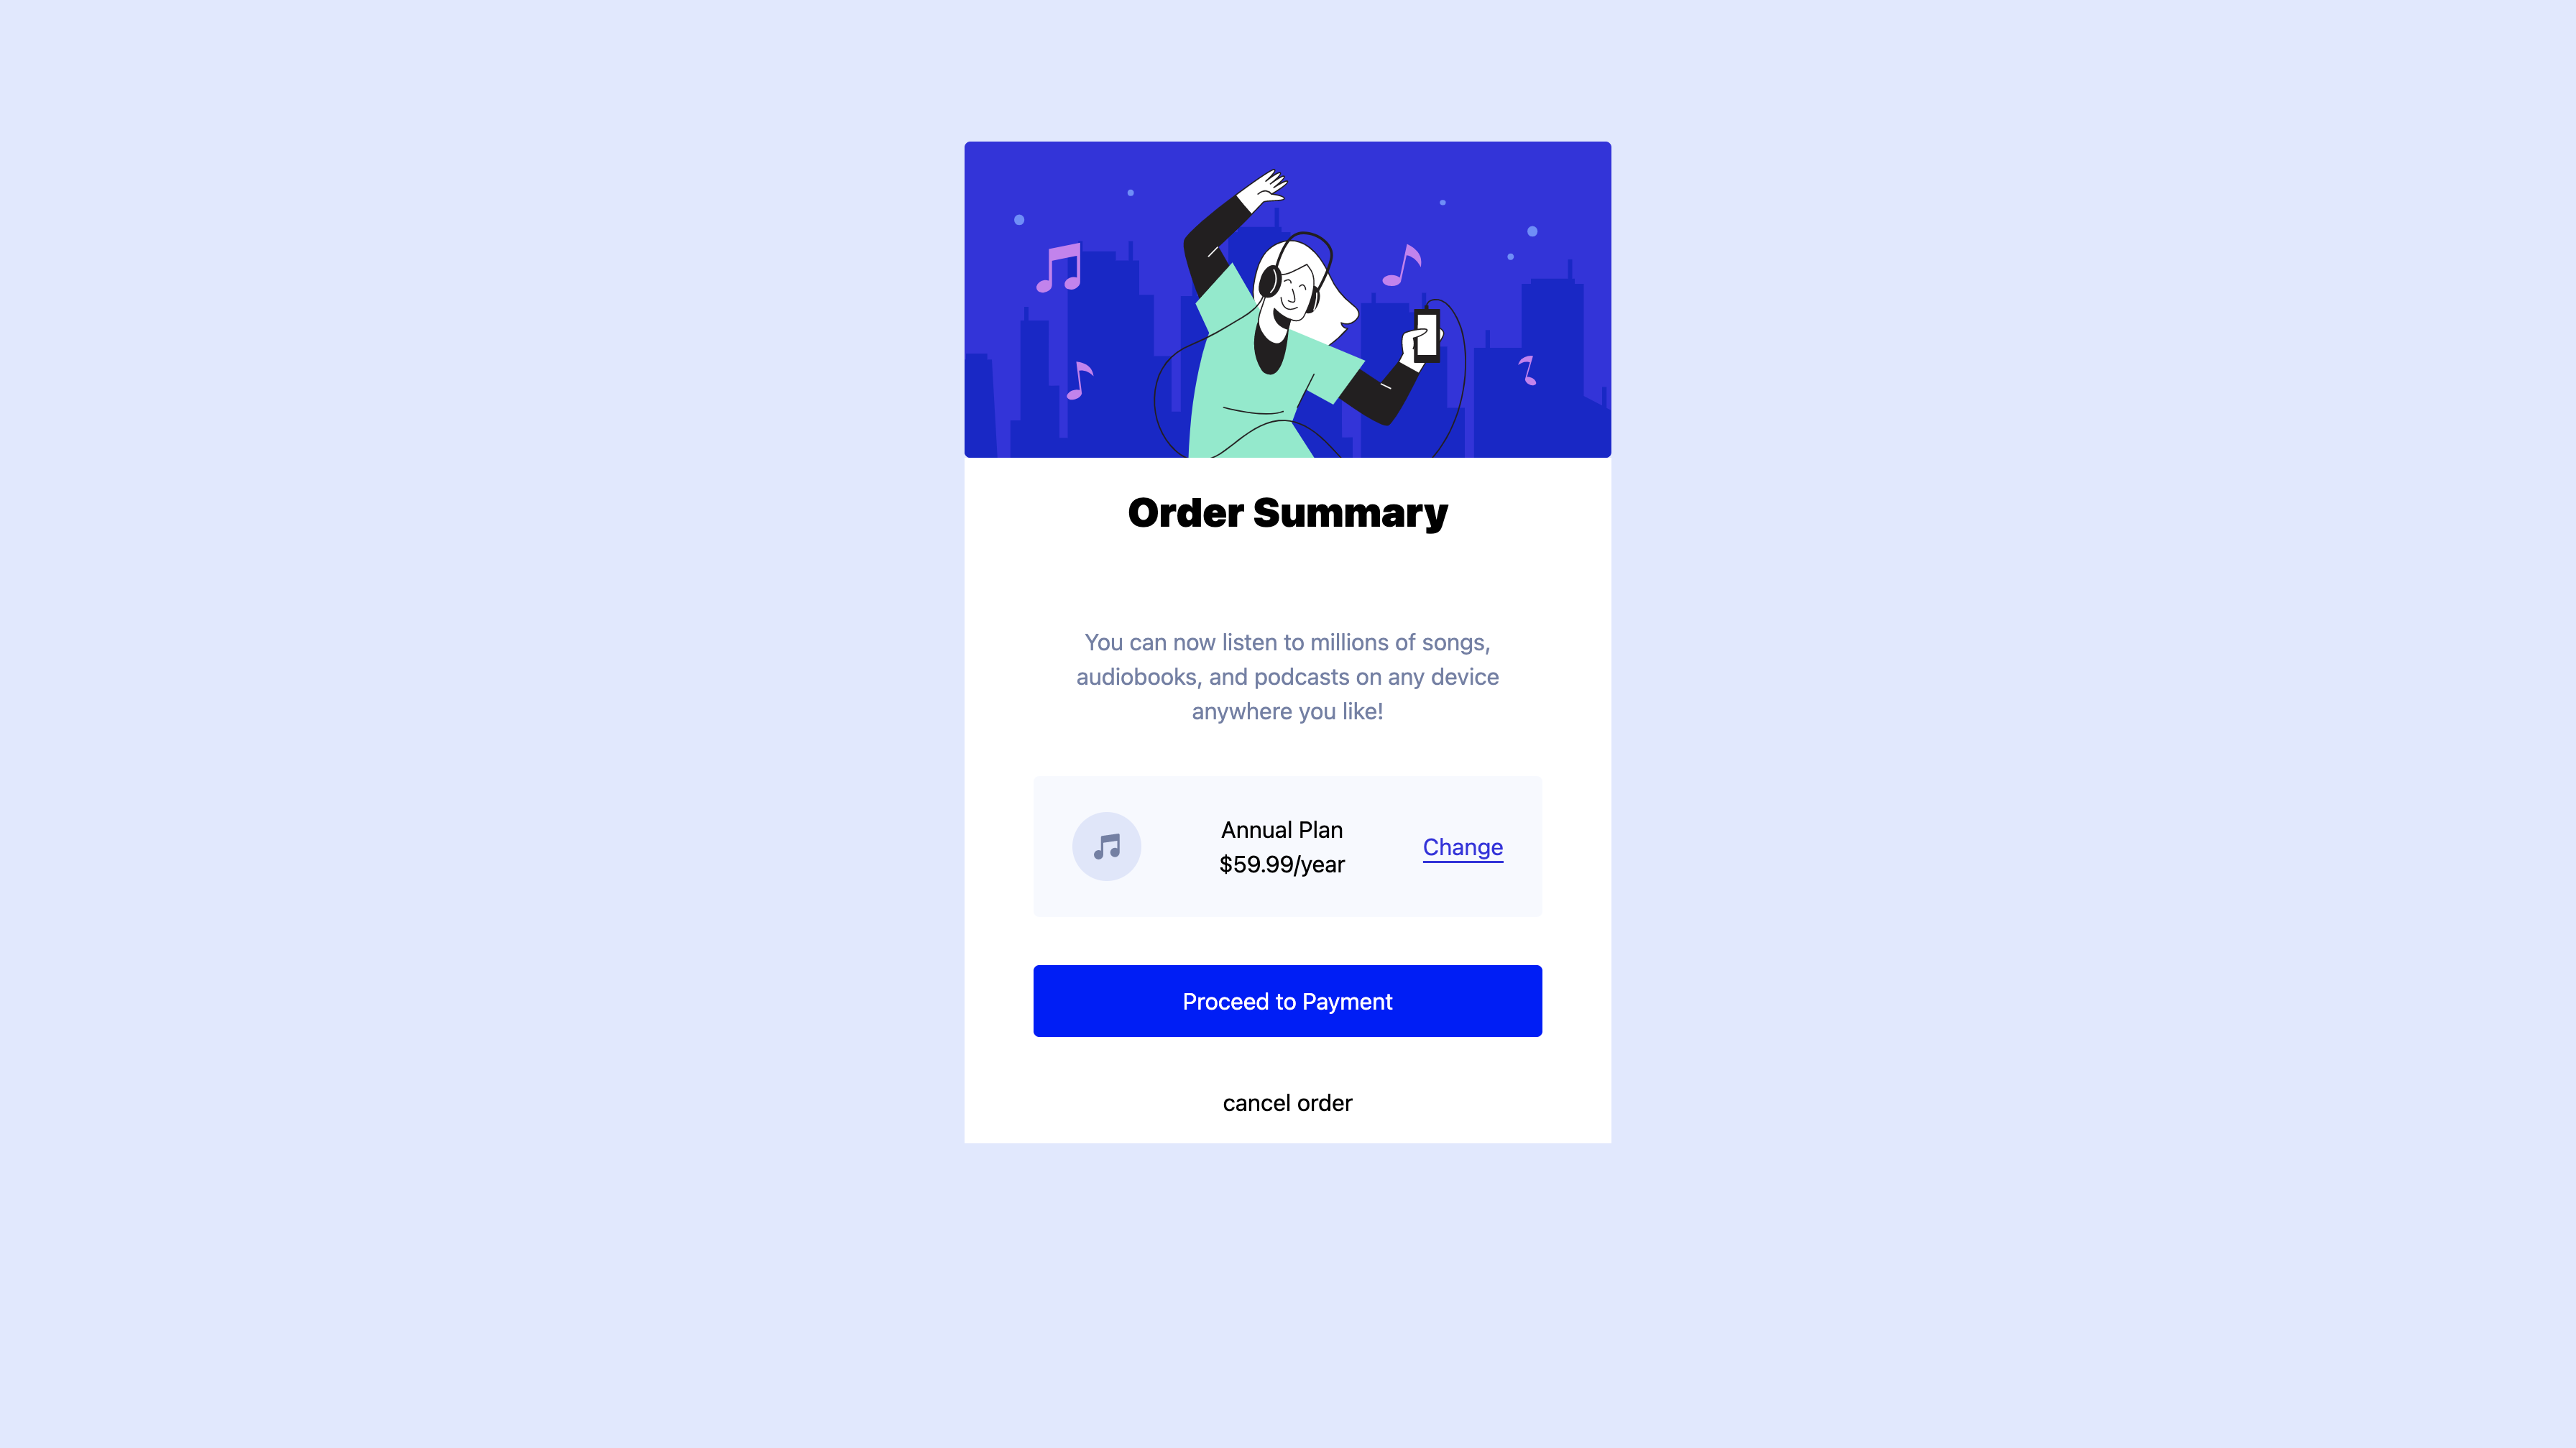 Order Summary
You can now listen to millions of songs,
audiobooks, and podcasts on any device
anywhere you like!
Annual Plan
$59.99/year
Change
Proceed to Payment
cancel order